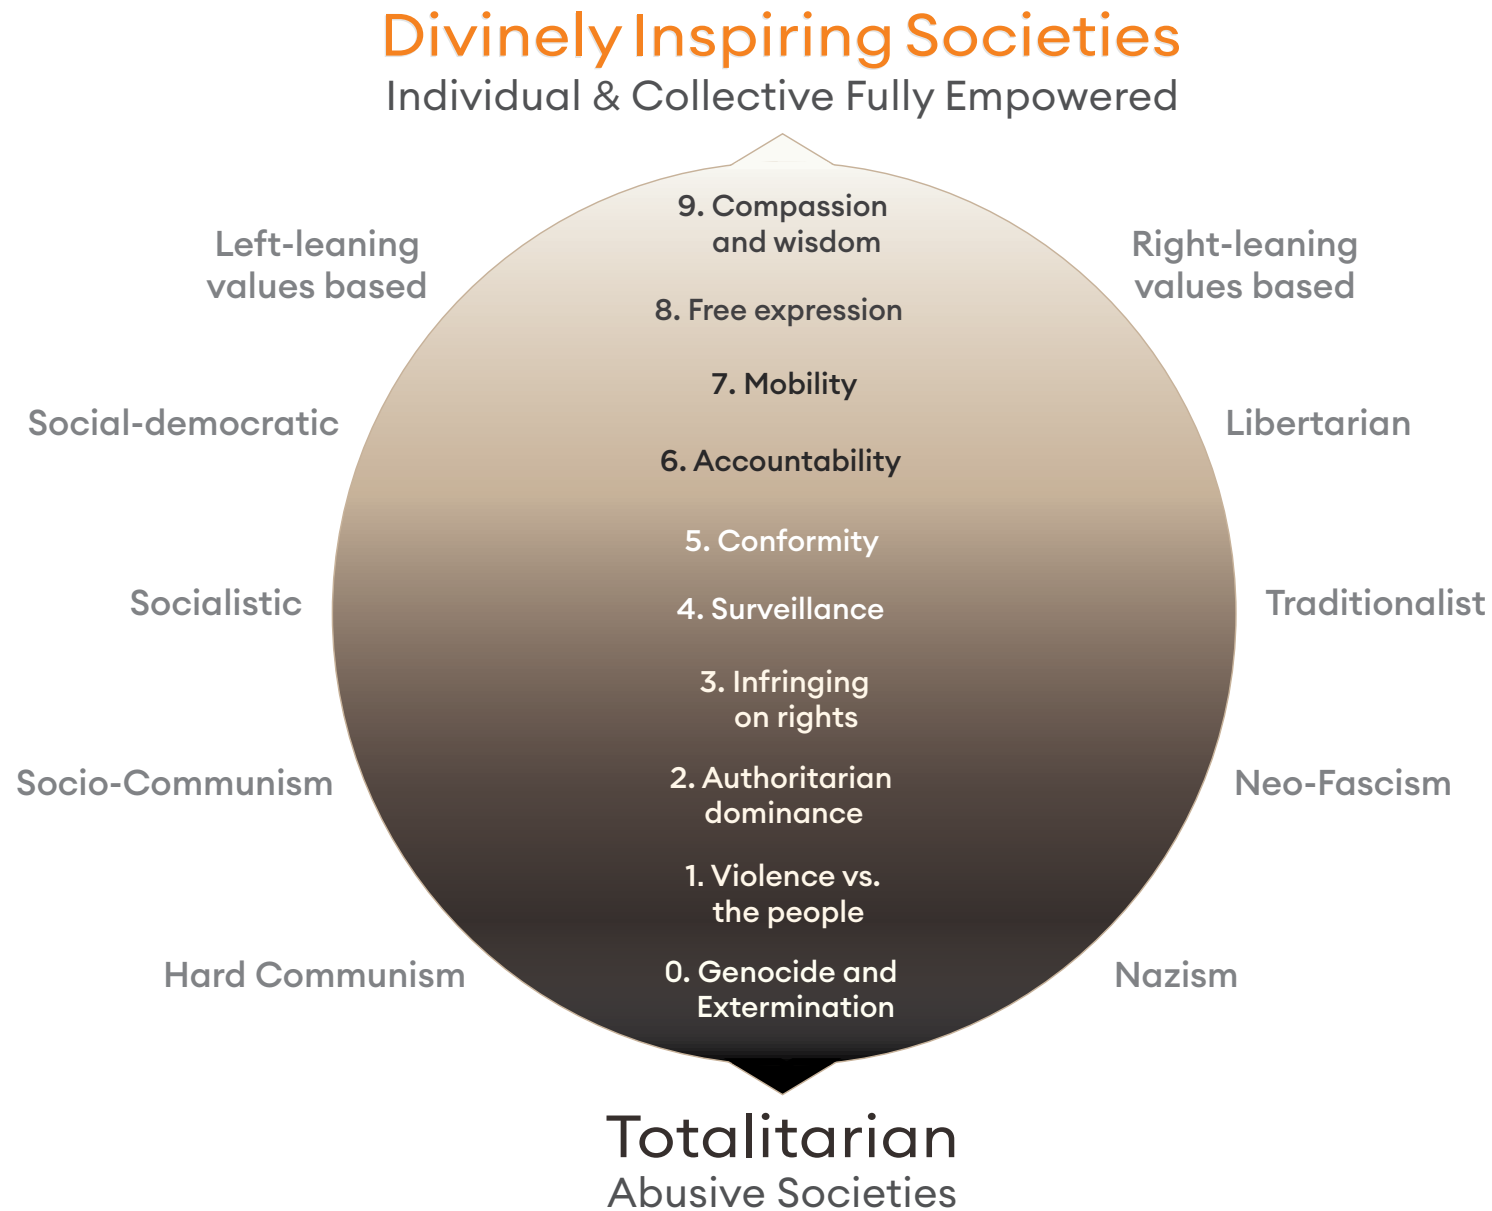 Divinely Inspiring Societies
Individual & Collective Fully Empowered
9. Compassion
and wisdom
Left-leaning
values based
Right-leaning
values based
8. Free expression
7. Mobility
Social-democratic
Libertarian
6. Accountability
5. Conformity
Socialistic
4. Surveillance
Traditionalist
3. Infringing
on rights
Socio-Communism
2. Authoritarian
dominance
Neo-Fascism
1. Violence vs.
the people
Hard Communism
0. Genocide and
Extermination
Nazism
Totalitarian
Abusive Societies